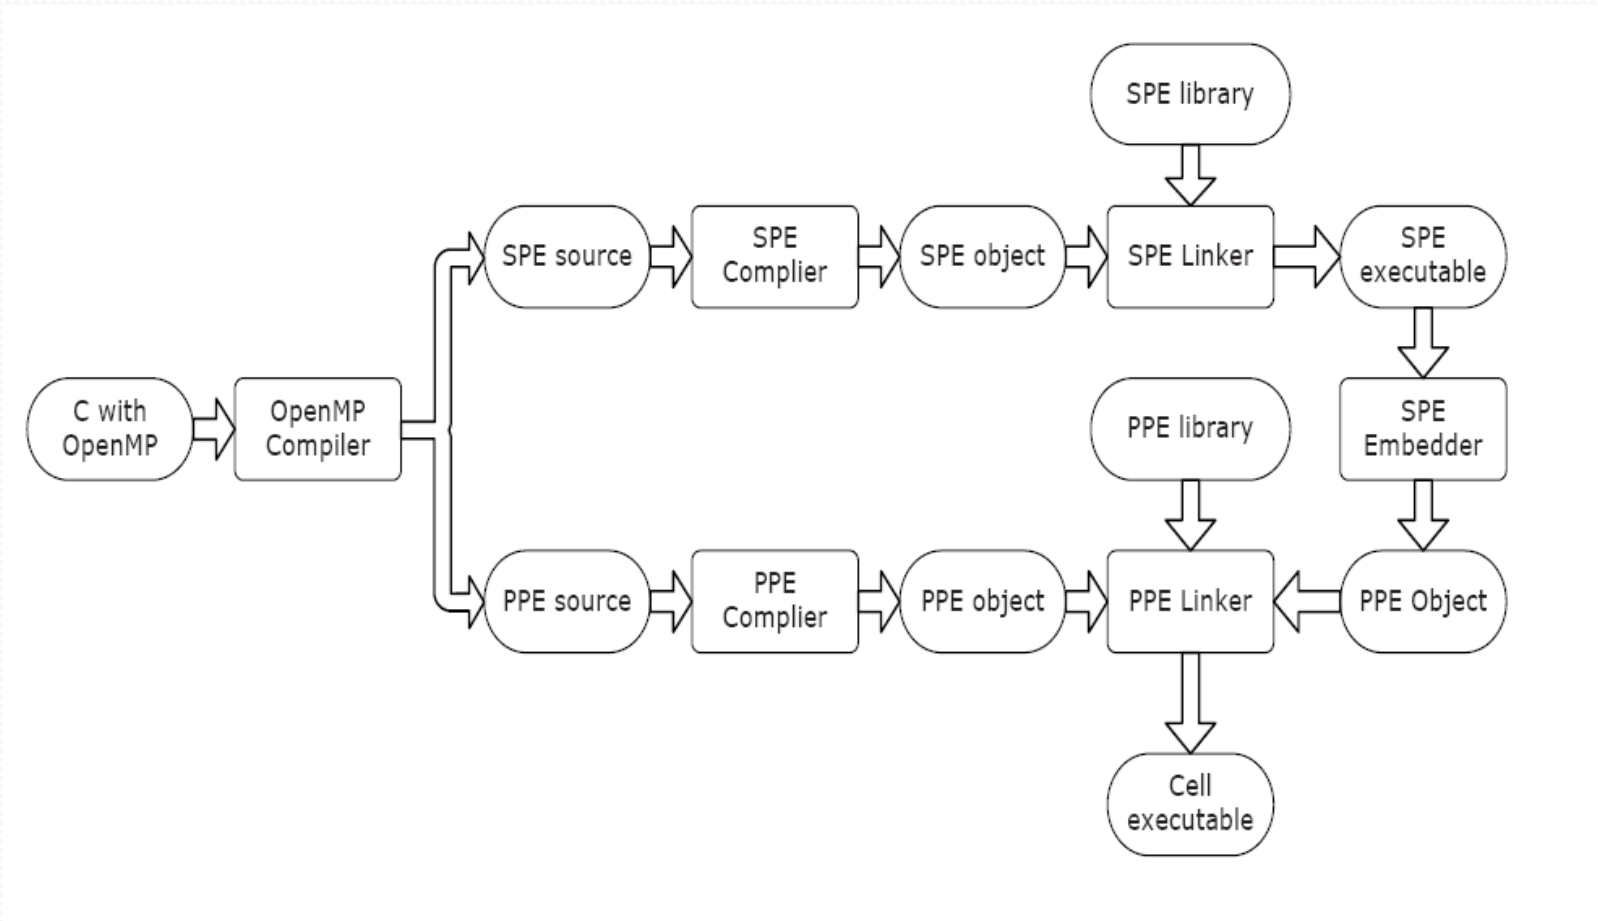 SPE library
SPE source
SPE
Complier
SPE object
SPE Linker
SPE
executable
C with
OpenMP
OpenMP
Compiler
PPE library
SPE
Embedder
PPE source
PPE
Complier
PPE object
PPE Linker
PPE Object
Cell
executable